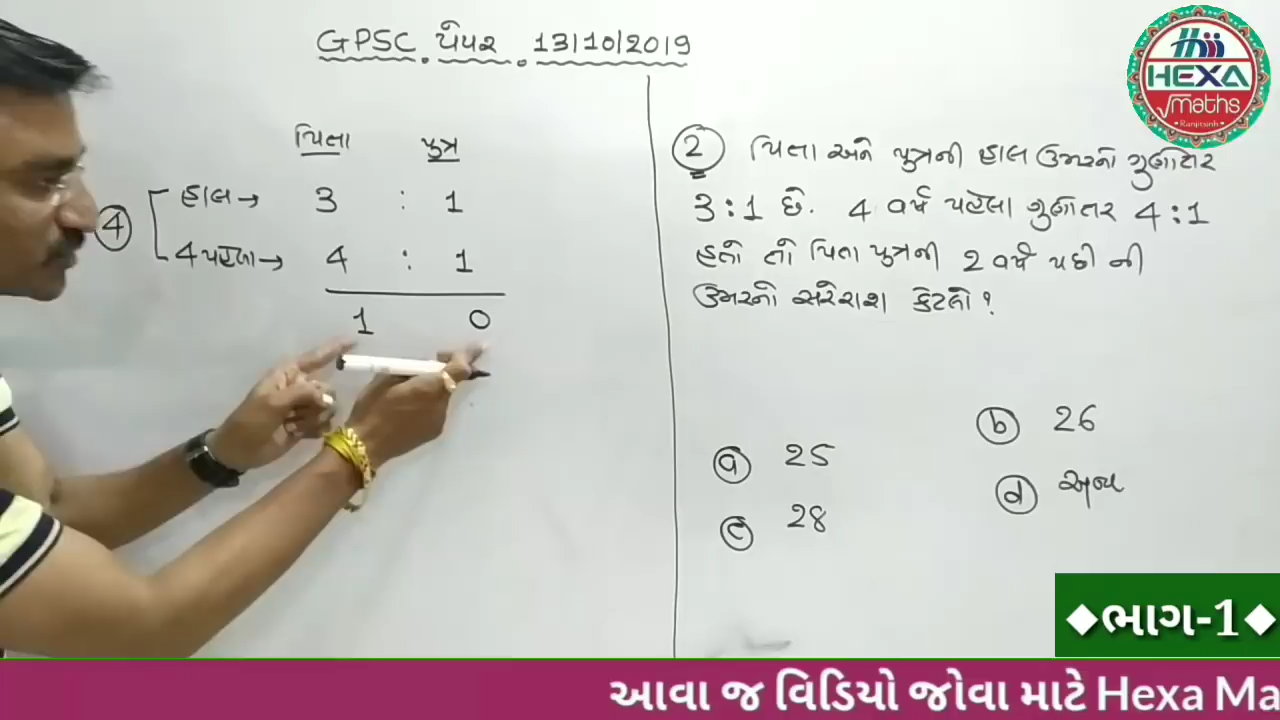 GPSC પેપર 13/10/2019
પિતા પુત્ર
હાલ → 3 : 1
4 પહેલા → 4 : 1
④
1 0
② પિતા અને પુત્રની હાલ ઉંમરનો ગુણોત્તર
3:1 છે. 4 વર્ષ પહેલા ગુણોતર 4:1
હતો તો પિતા પુત્રની 2 વર્ષ પછી ની
ઉંમરનો સરેરાશ કેટલો?
ⓐ 25
ⓑ 26
ⓒ 28
ⓓ અન્ય
HEXA
√maths
Ranjitsinh
◆ભાગ-1◆
આવા જ વિડિયો જોવા માટે Hexa Ma